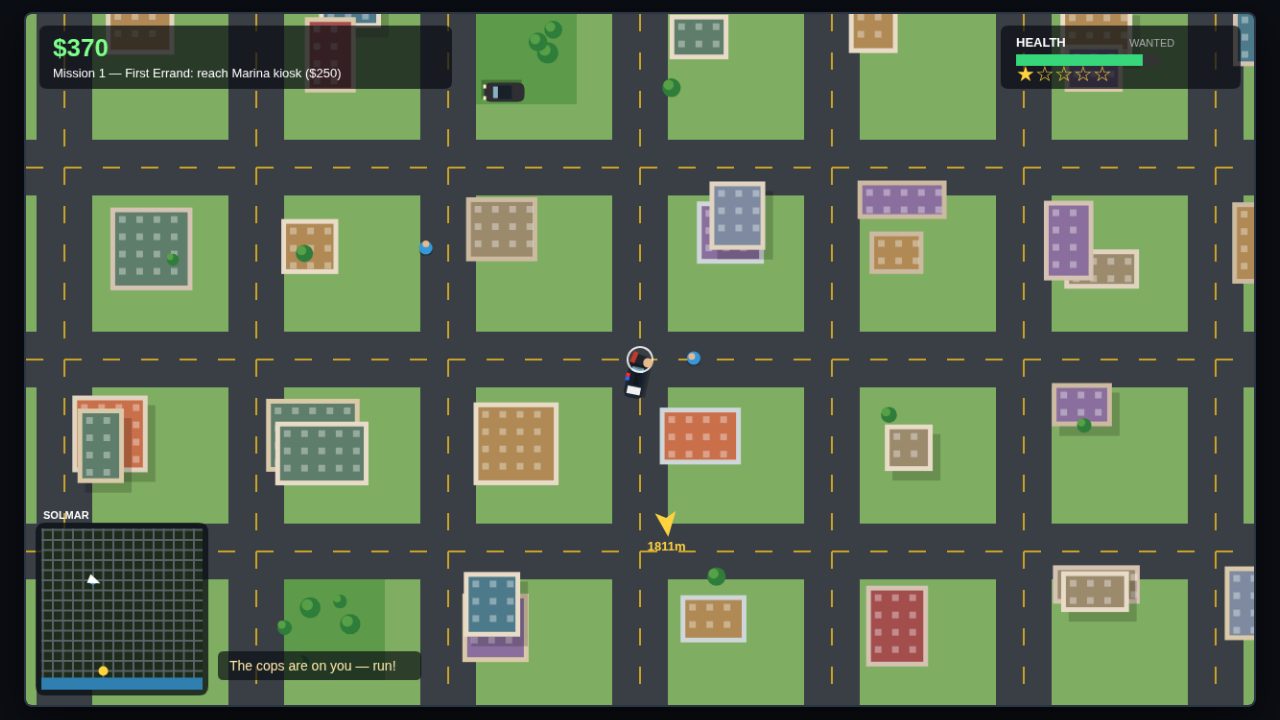 $370
Mission 1 — First Errand: reach Marina kiosk ($250)
HEALTH WANTED
★☆☆☆☆
1811m
SOLMAR
The cops are on you — run!